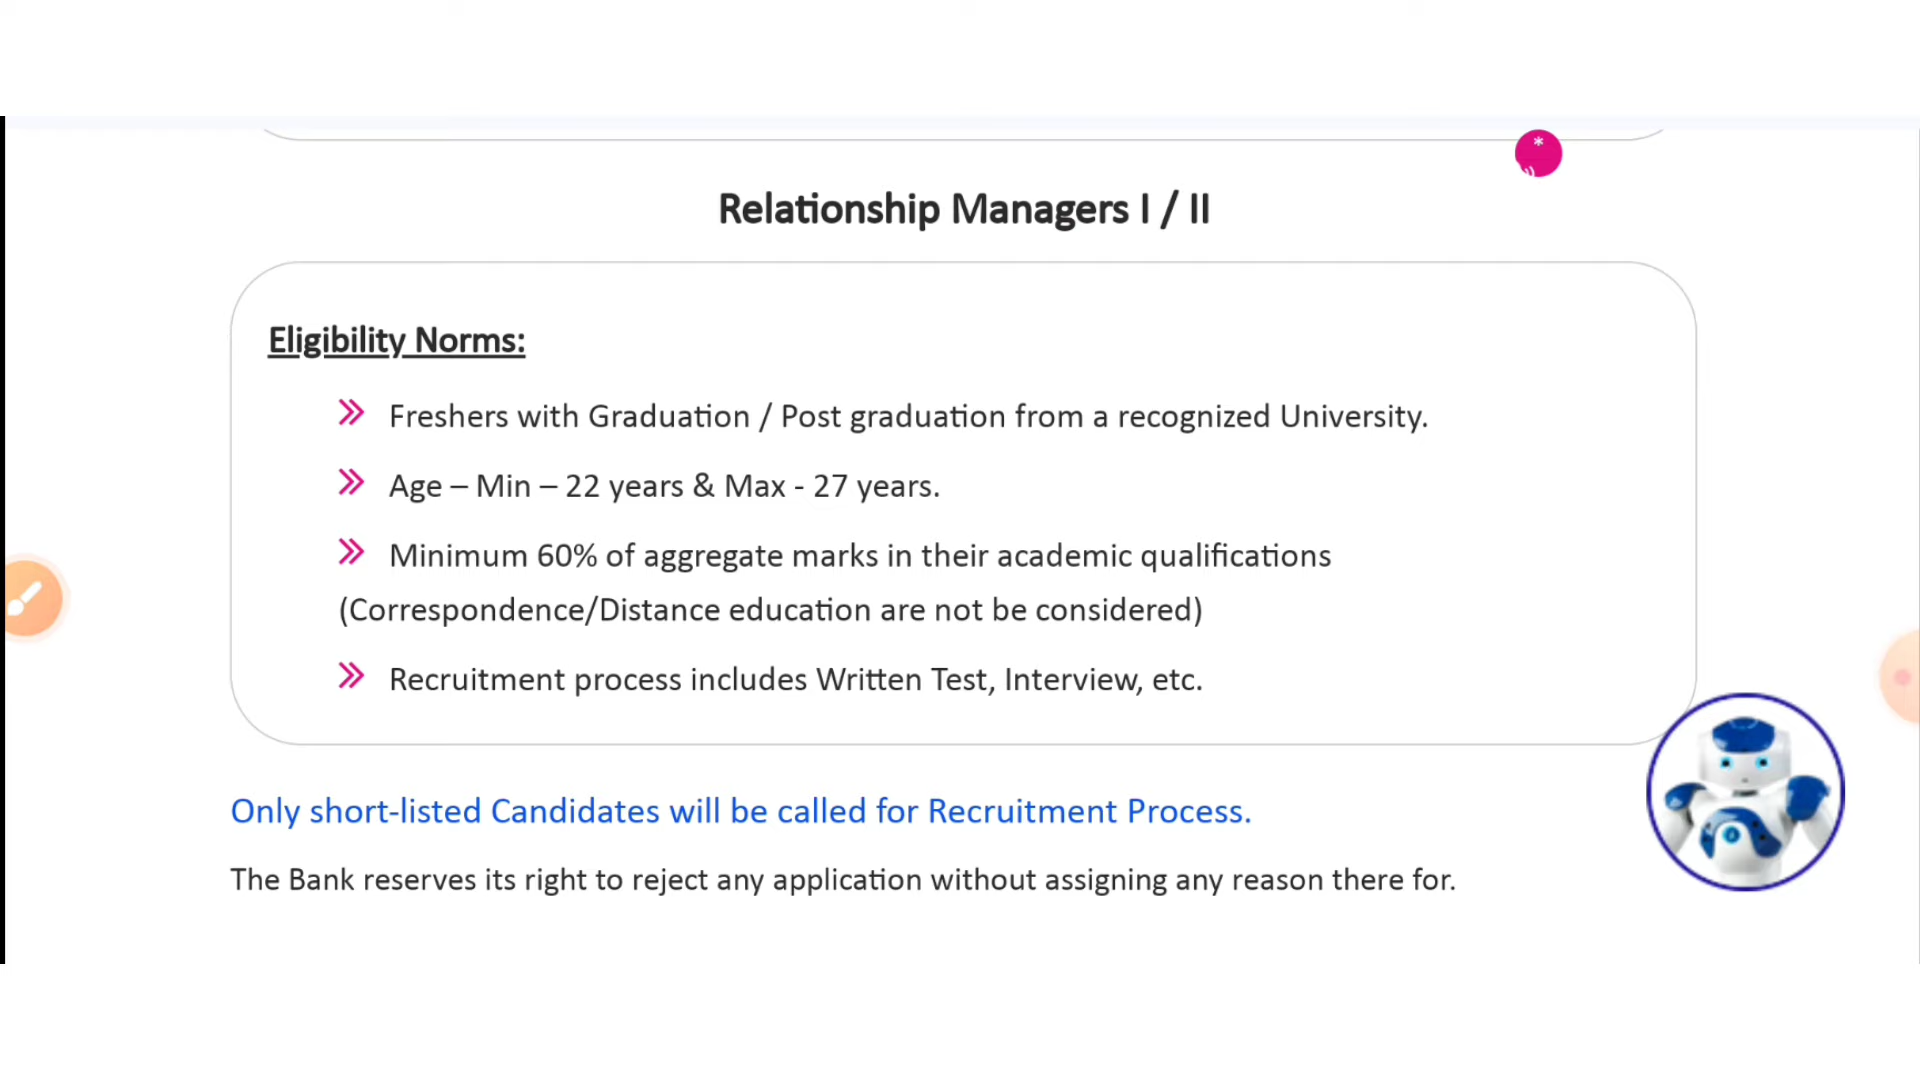 Relationship Managers I / II
Eligibility Norms:
Freshers with Graduation / Post graduation from a recognized University.
Age – Min – 22 years & Max - 27 years.
Minimum 60% of aggregate marks in their academic qualifications
(Correspondence/Distance education are not be considered)
Recruitment process includes Written Test, Interview, etc.
Only short-listed Candidates will be called for Recruitment Process.
The Bank reserves its right to reject any application without assigning any reason there for.